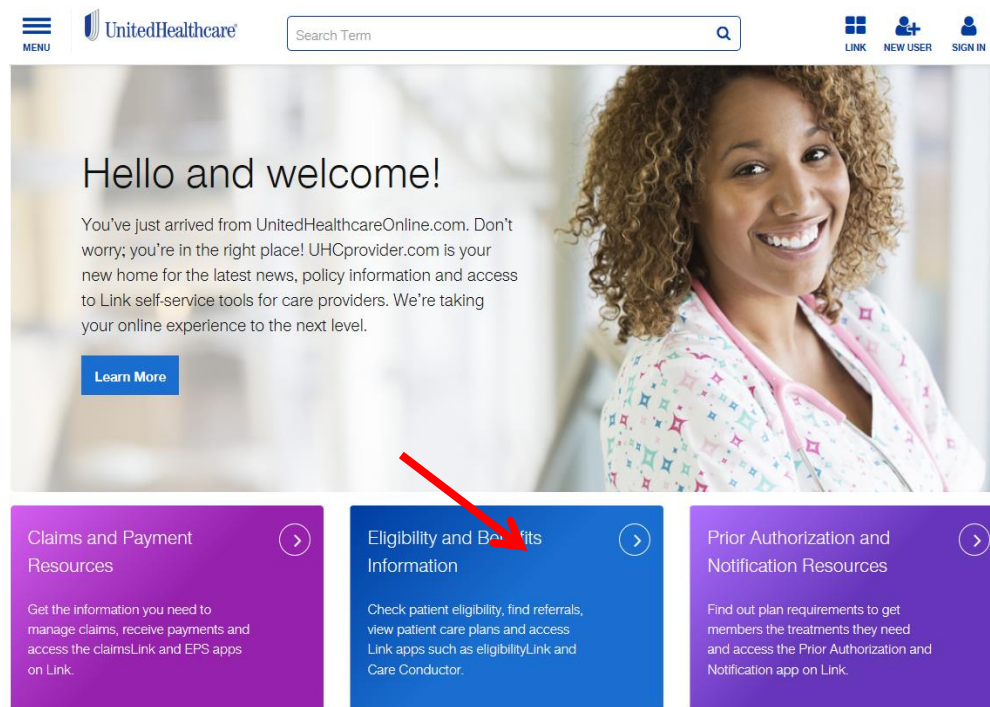 MENU
UnitedHealthcare®
Search Term
LINK
NEW USER
SIGN IN
Hello and welcome!
You've just arrived from UnitedHealthcareOnline.com. Don't
worry; you're in the right place! UHCprovider.com is your
new home for the latest news, policy information and access
to Link self-service tools for care providers. We're taking
your online experience to the next level.
Learn More
Claims and Payment
Resources
Get the information you need to
manage claims, receive payments and
access the claimsLink and EPS apps
on Link.
Eligibility and Benefits
Information
Check patient eligibility, find referrals,
view patient care plans and access
Link apps such as eligibilityLink and
Care Conductor.
Prior Authorization and
Notification Resources
Find out plan requirements to get
members the treatments they need
and access the Prior Authorization and
Notification app on Link.